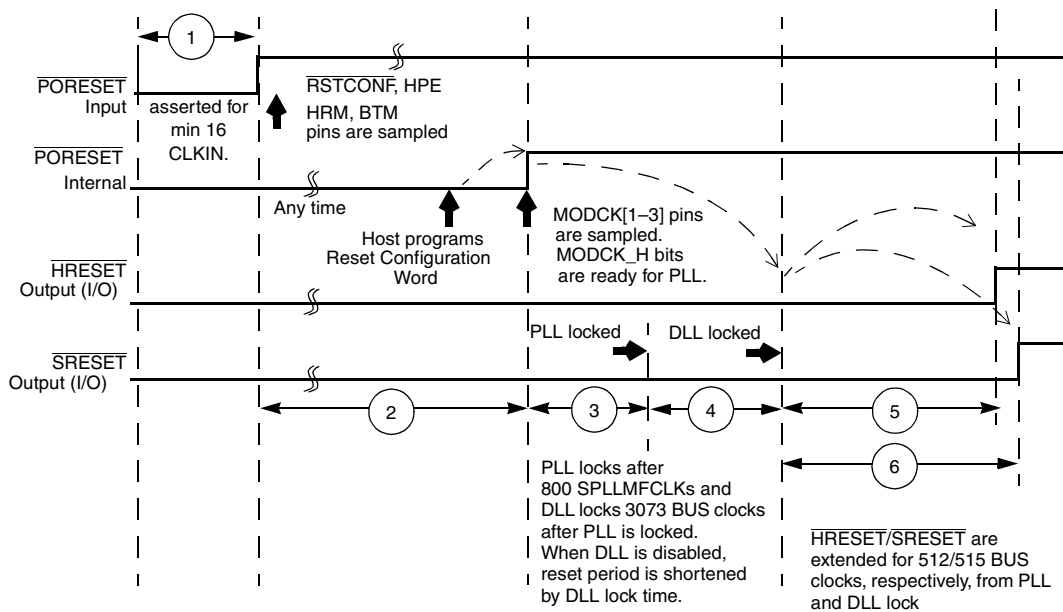 1
PORESET
Input
asserted for
min 16
CLKIN.
RSTCONF, HPE
HRM, BTM
pins are sampled
PORESET
Internal
Any time
Host programs
Reset Configuration
Word
MODCK[1–3] pins
are sampled.
MODCK_H bits
are ready for PLL.
HRESET
Output (I/O)
PLL locked
DLL locked
SRESET
Output (I/O)
2
3
4
5
6
PLL locks after
800 SPLLMFCLKs and
DLL locks 3073 BUS clocks
after PLL is locked.
When DLL is disabled,
reset period is shortened
by DLL lock time.
HRESET/SRESET are
extended for 512/515 BUS
clocks, respectively, from PLL
and DLL lock